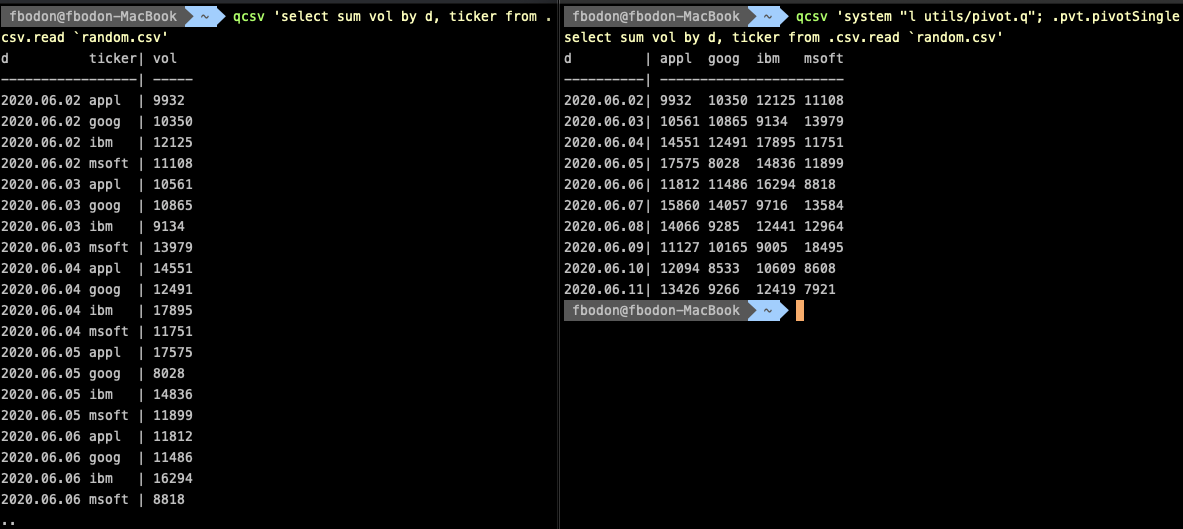 fbodon@fbodon-MacBook ~ qcsv 'select sum vol by d, ticker from .
csv.read `random.csv'
d          ticker| vol
-----------------| -----
2020.06.02 appl  | 9932
2020.06.02 goog  | 10350
2020.06.02 ibm   | 12125
2020.06.02 msoft | 11108
2020.06.03 appl  | 10561
2020.06.03 goog  | 10865
2020.06.03 ibm   | 9134
2020.06.03 msoft | 13979
2020.06.04 appl  | 14551
2020.06.04 goog  | 12491
2020.06.04 ibm   | 17895
2020.06.04 msoft | 11751
2020.06.05 appl  | 17575
2020.06.05 goog  | 8028
2020.06.05 ibm   | 14836
2020.06.05 msoft | 11899
2020.06.06 appl  | 11812
2020.06.06 goog  | 11486
2020.06.06 ibm   | 16294
2020.06.06 msoft | 8818
..
fbodon@fbodon-MacBook ~ qcsv 'system "l utils/pivot.q"; .pvt.pivotSingle
select sum vol by d, ticker from .csv.read `random.csv'
d         | appl  goog  ibm   msoft
----------| -----------------------
2020.06.02| 9932  10350 12125 11108
2020.06.03| 10561 10865 9134  13979
2020.06.04| 14551 12491 17895 11751
2020.06.05| 17575 8028  14836 11899
2020.06.06| 11812 11486 16294 8818
2020.06.07| 15860 14057 9716  13584
2020.06.08| 14066 9285  12441 12964
2020.06.09| 11127 10165 9005  18495
2020.06.10| 12094 8533  10609 8608
2020.06.11| 13426 9266  12419 7921
fbodon@fbodon-MacBook ~